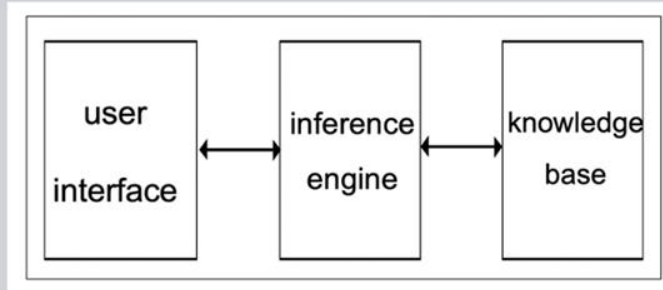 user
interface
inference
engine
knowledge
base